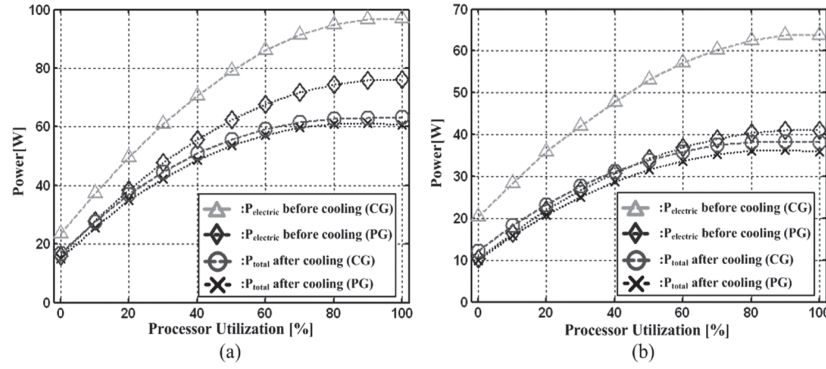 100
80
60
40
20
0
Power[W]
:P_electric before cooling (CG)
:P_electric before cooling (PG)
:P_total after cooling (CG)
:P_total after cooling (PG)
0 20 40 60 80 100
Processor Utilization [%]
(a)
70
60
50
40
30
20
10
0
Power[W]
:P_electric before cooling (CG)
:P_electric before cooling (PG)
:P_total after cooling (CG)
:P_total after cooling (PG)
0 20 40 60 80 100
Processor Utilization [%]
(b)